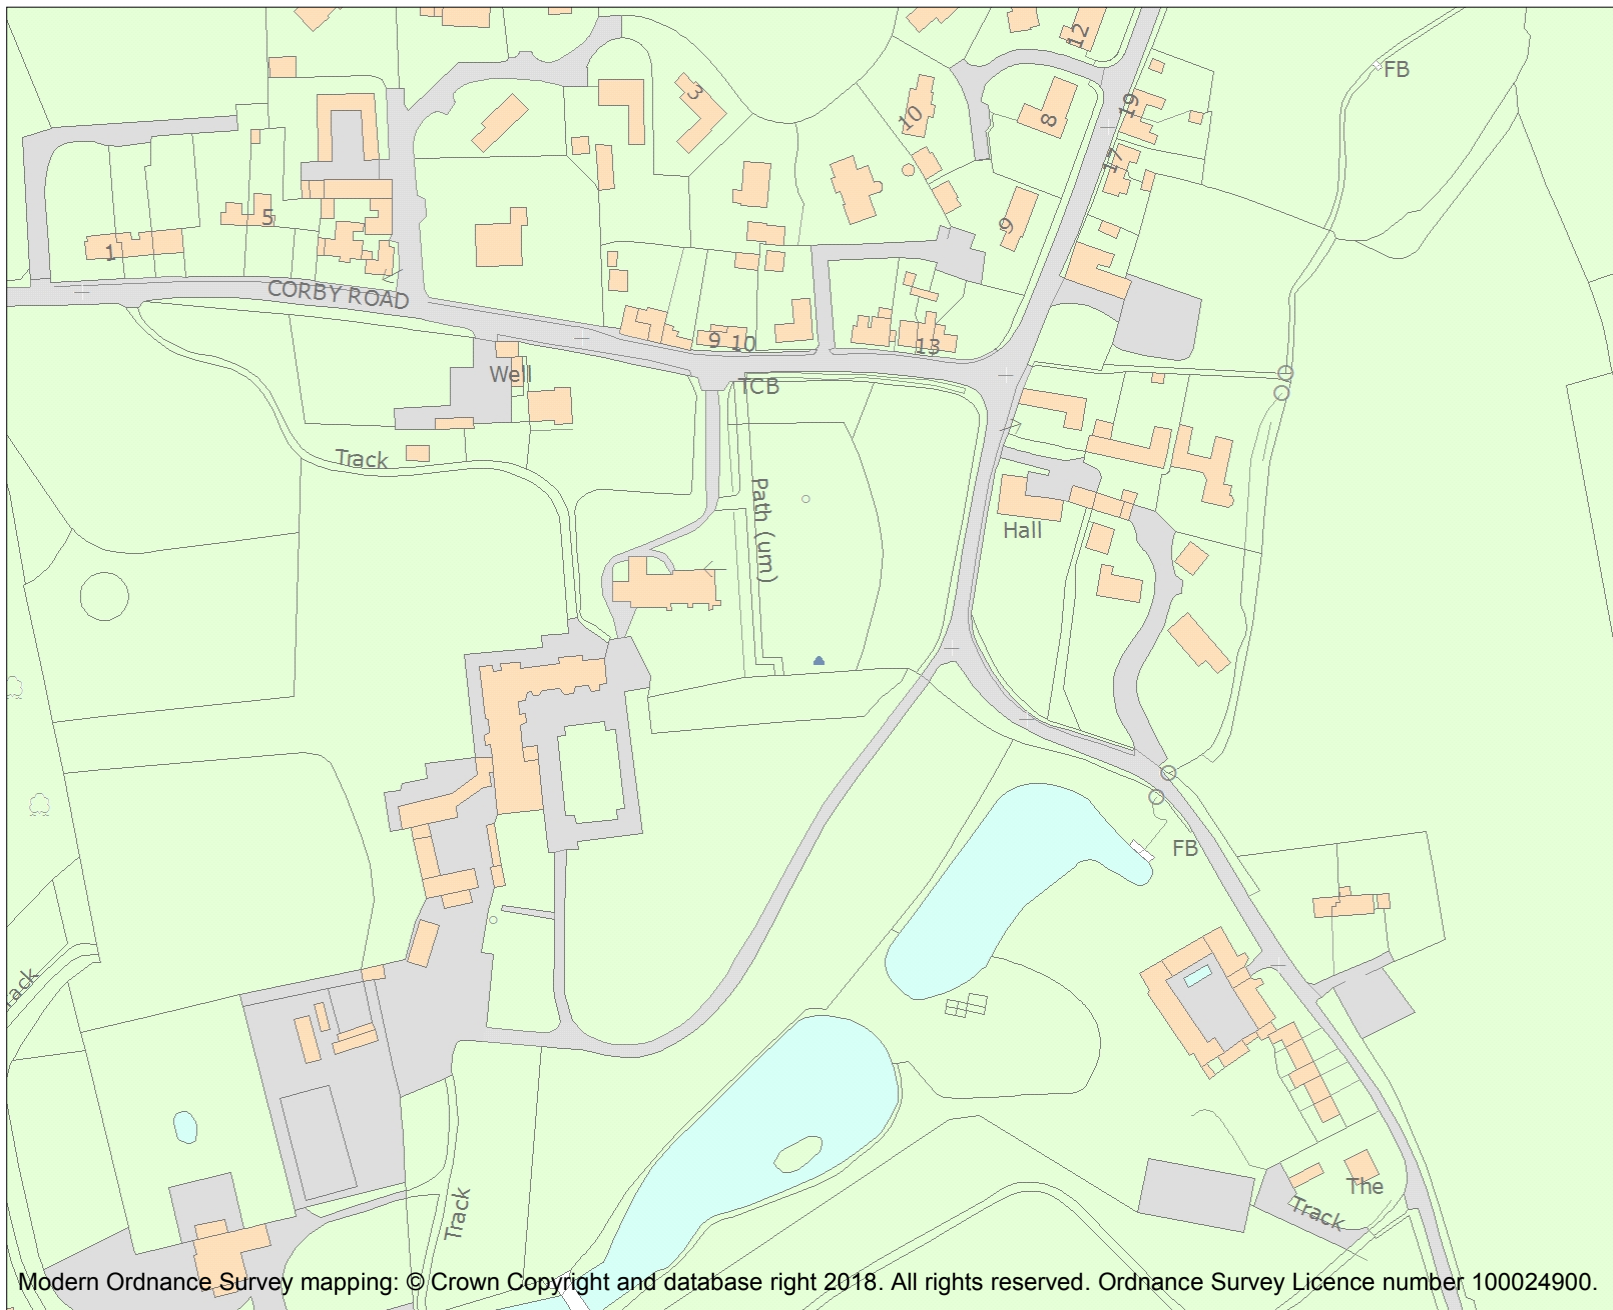 12
FB
3
10
19
8
17
5
9
1
CORBY ROAD
9 10
13
Well
TCB
Track
Path (um)
Hall
FB
Track
The
Track
Track
Modern Ordnance Survey mapping: © Crown Copyright and database right 2018. All rights reserved. Ordnance Survey Licence number 100024900.